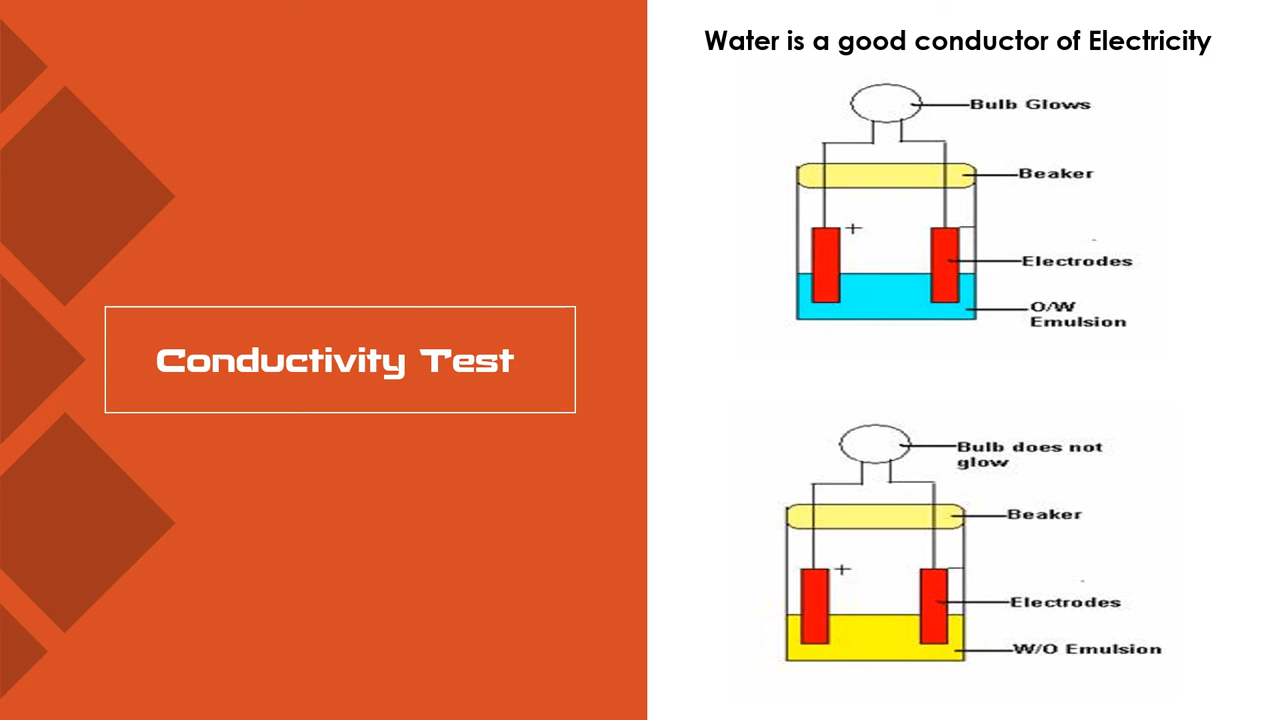 Conductivity Test
Water is a good conductor of Electricity
Bulb Glows
Beaker
+
Electrodes
O/W
Emulsion
Bulb does not
glow
Beaker
+
Electrodes
W/O Emulsion